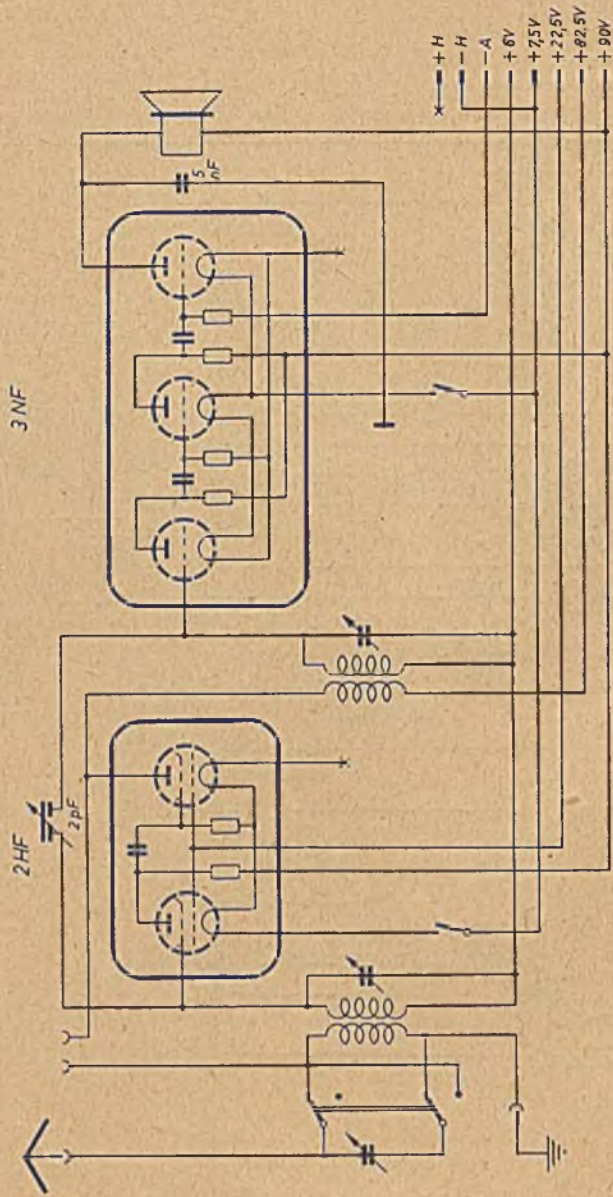 2HF
3NF
2pF
5
nF
+H
-H
-A
+6V
+7,5V
+22,5V
+82,5V
+90V